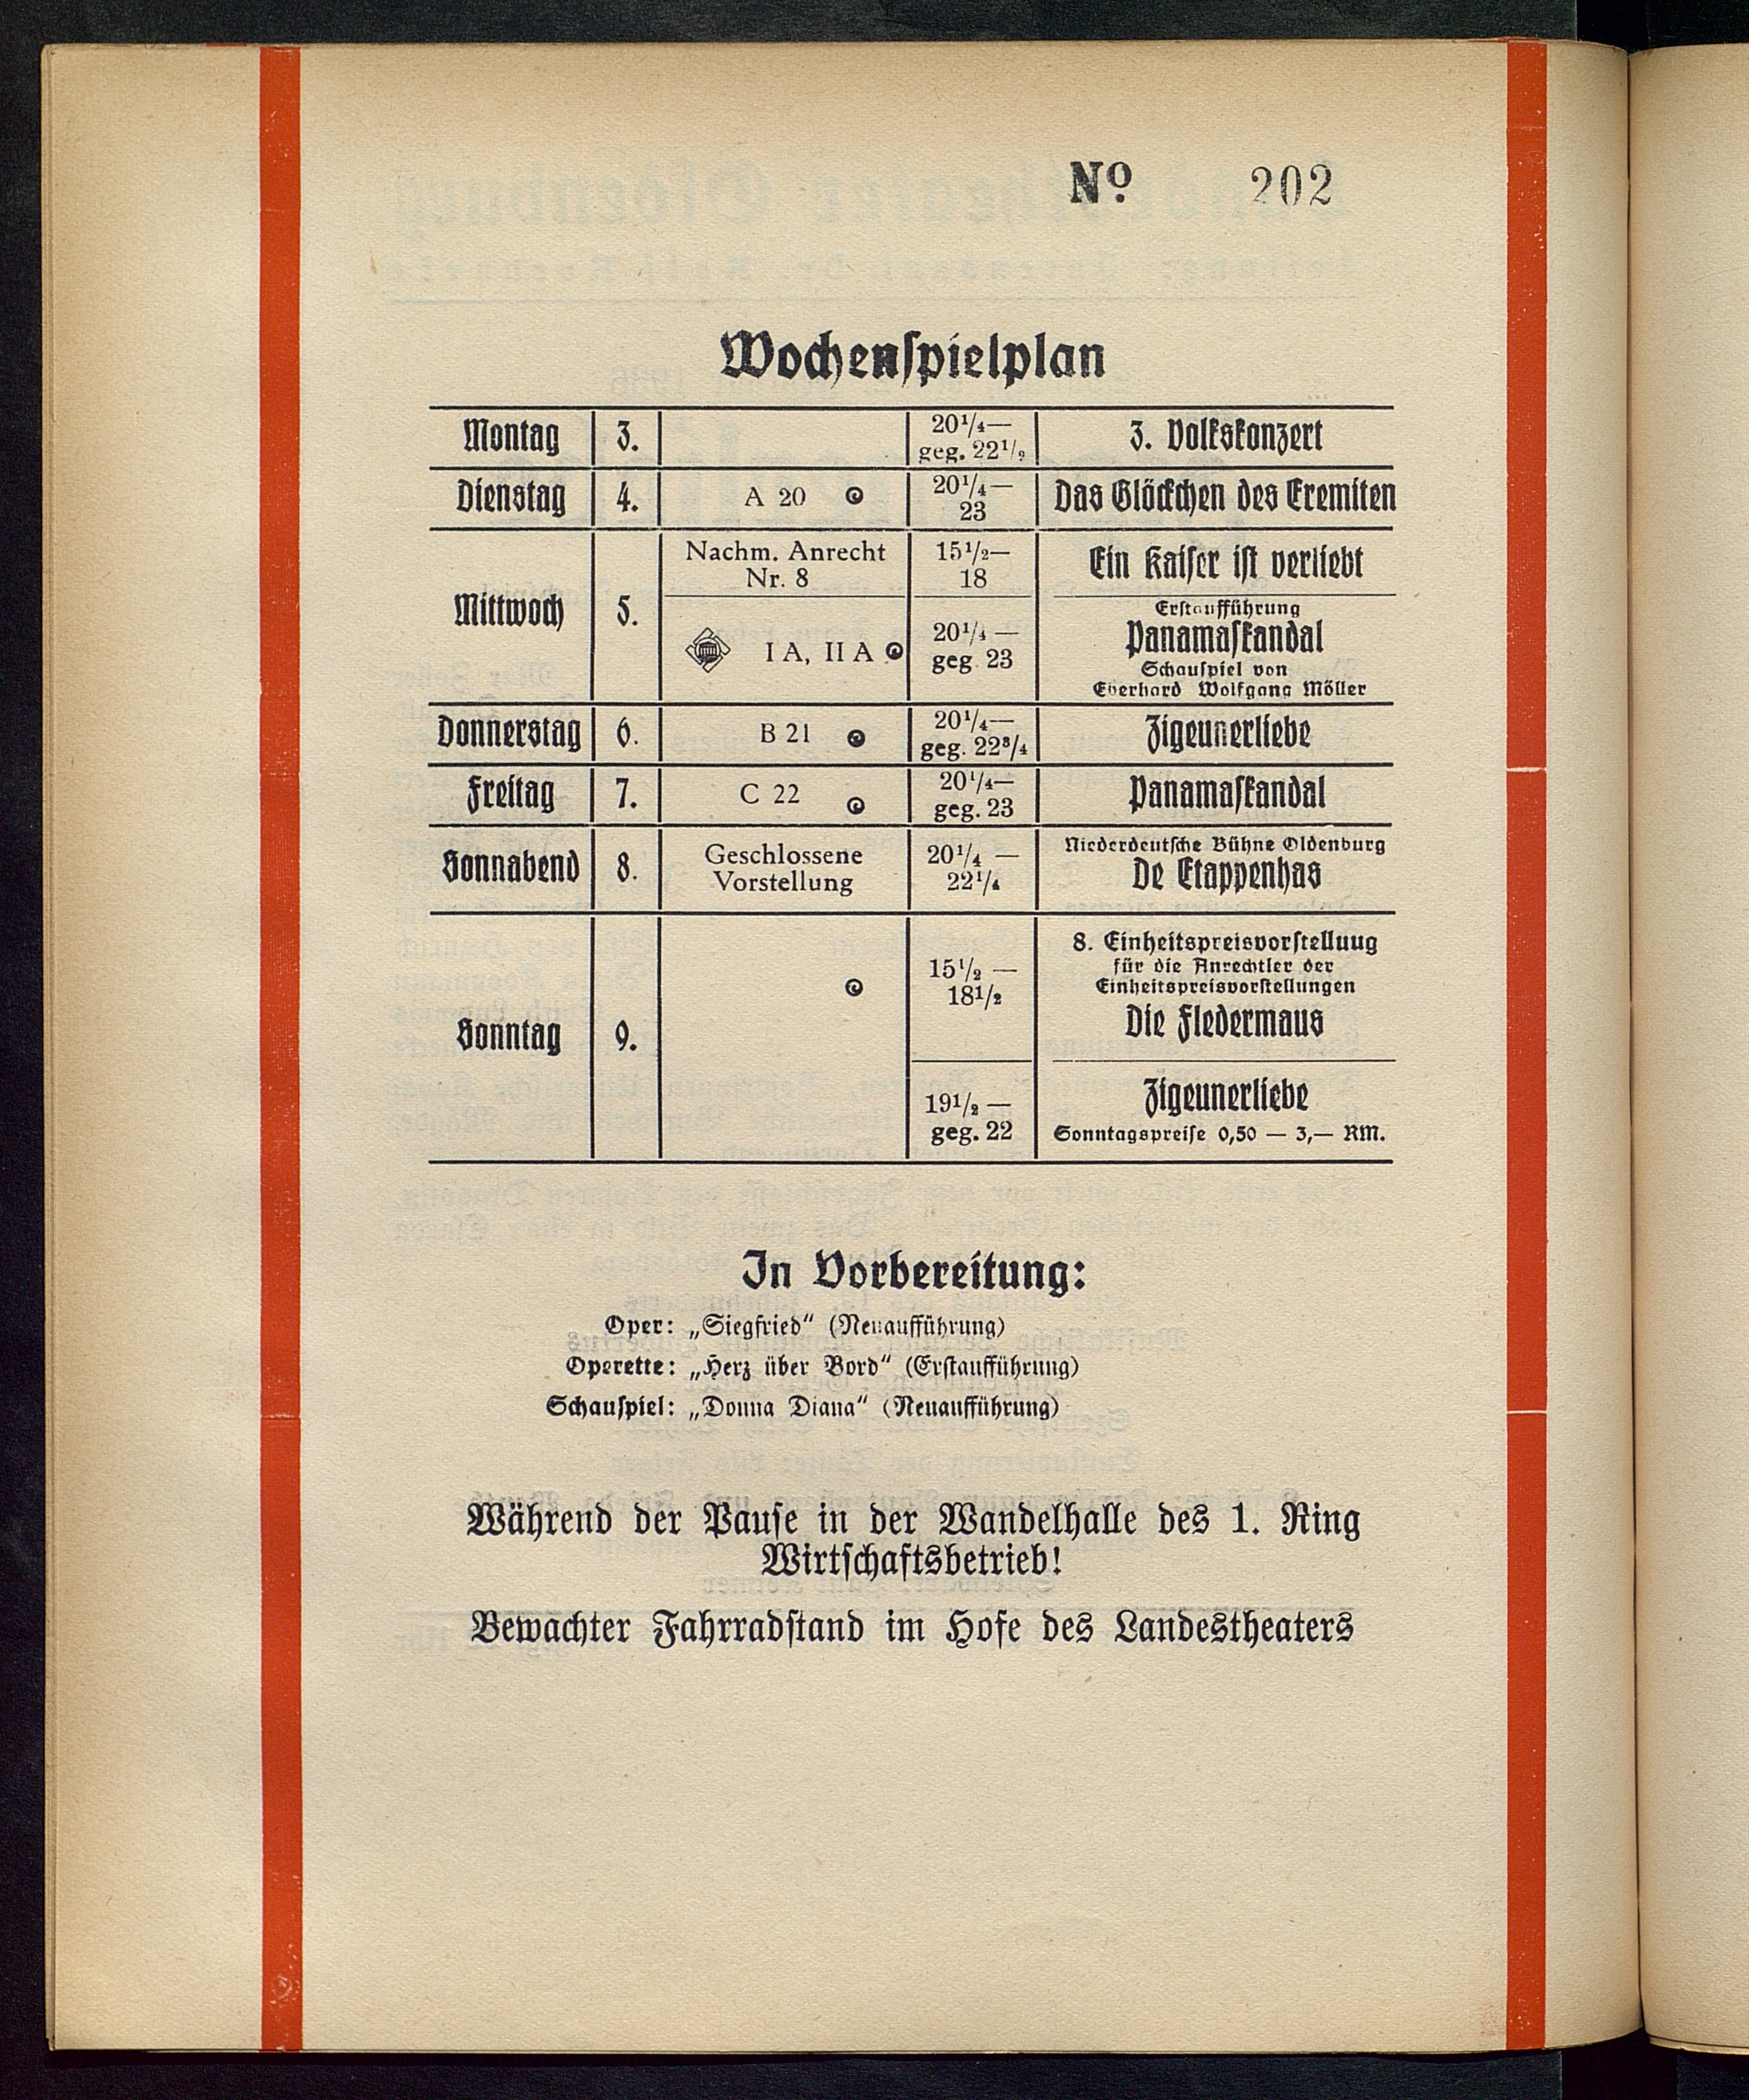 Nº 202
Wochenspielplan
Montag 3. 20¹/₄— geg. 22¹/₂ 3. Volkskonzert
Dienstag 4. A 20 20¹/₄— 23 Das Glöckchen des Eremiten
Mittwoch 5. Nachm. Anrecht Nr. 8 15¹/₂— 18 Ein Kaiser ist verliebt
I A, II A 20¹/₄ — geg. 23 Erstaufführung
Panamaskandal
Schauspiel von
Eberhard Wolfgang Möller
Donnerstag 6. B 21 20¹/₄— geg. 22³/₄ Zigeunerliebe
Freitag 7. C 22 20¹/₄— geg. 23 Panamaskandal
Sonnabend 8. Geschlossene Vorstellung 20¹/₄ — 22¹/₄ Niederdeutsche Bühne Oldenburg
De Etappenhas
Sonntag 9. 15¹/₂ — 18¹/₂ 8. Einheitspreisvorstellung
für die Anrechtler der
Einheitspreisvorstellungen
Die Fledermaus
19¹/₂ — geg. 22 Zigeunerliebe
Sonntagspreise 0,50 — 3,— RM.
In Vorbereitung:
Oper: „Siegfried“ (Neuaufführung)
Operette: „Herz über Bord“ (Erstaufführung)
Schauspiel: „Donna Diana“ (Neuaufführung)
Während der Pause in der Wandelhalle des 1. Ring
Wirtschaftsbetrieb!
Bewachter Fahrradstand im Hofe des Landestheaters